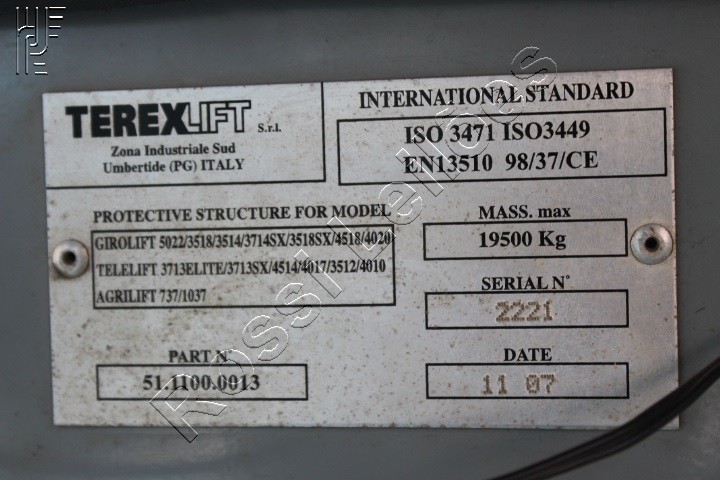 TEREXLIFT S.r.l.
Zona Industriale Sud
Umbertide (PG) ITALY
INTERNATIONAL STANDARD
ISO 3471 ISO3449
EN13510 98/37/CE
PROTECTIVE STRUCTURE FOR MODEL
GIROLIFT 5022/3518/3514/3714SX/3518SX/4518/4020
TELELIFT 3713ELITE/3713SX/4514/4017/3512/4010
AGRILIFT 737/1037
PART N°
51.1100.0013
MASS. max
19500 Kg
SERIAL N°
2221
DATE
11 07
Rossi Leilões